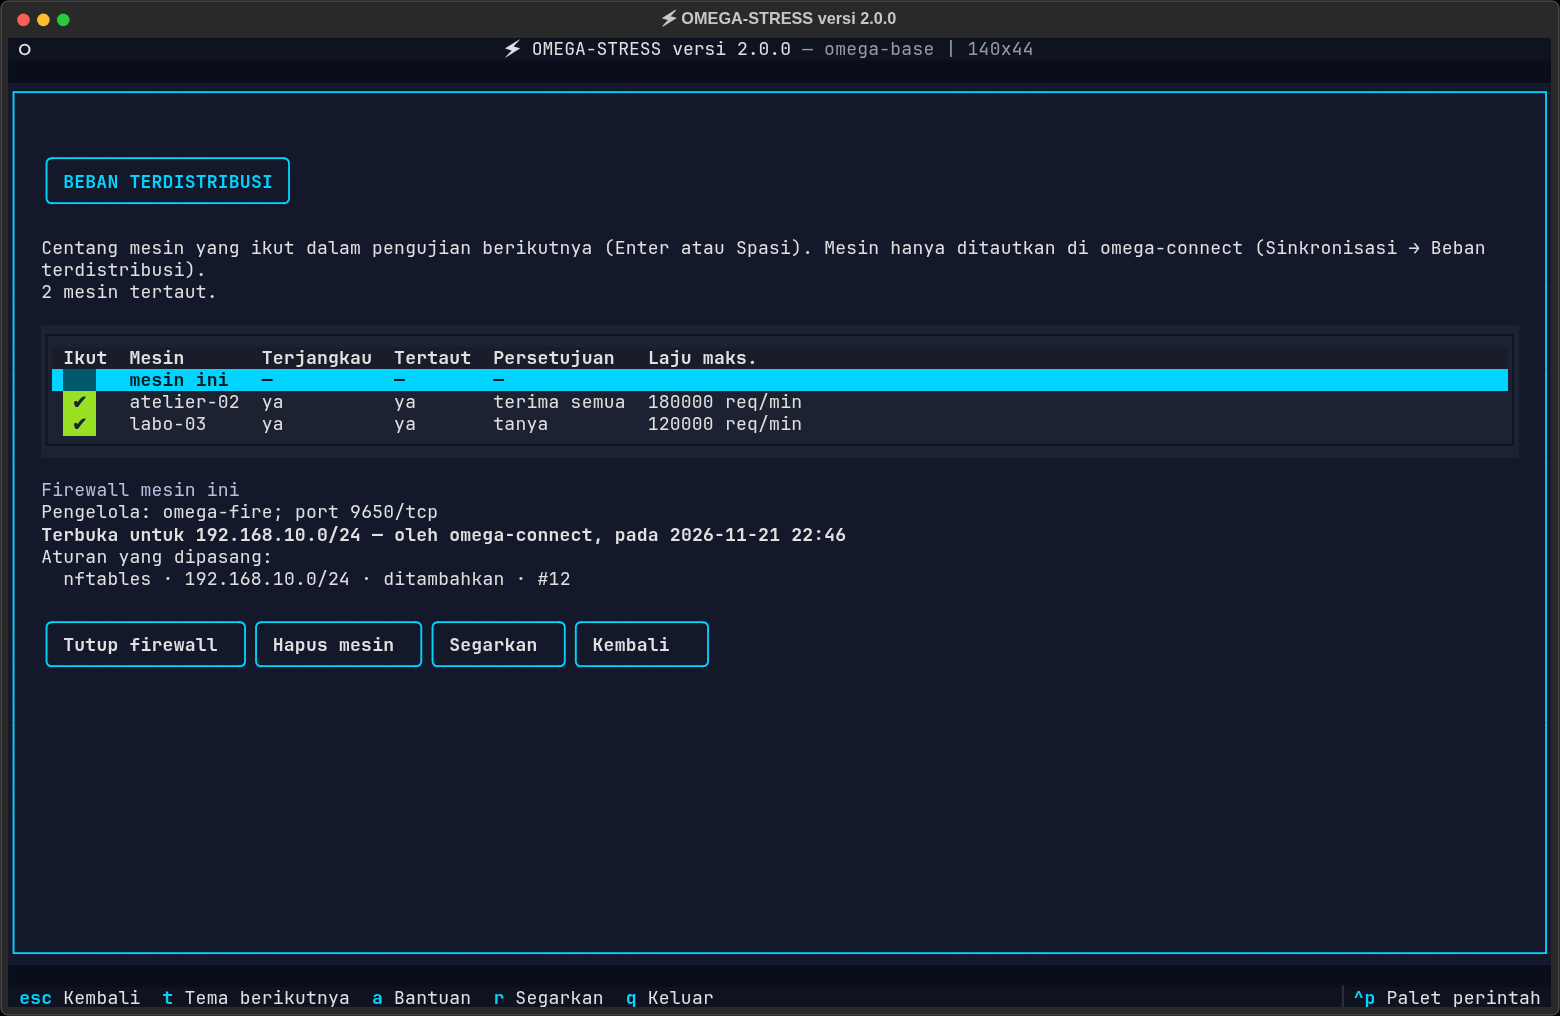 ⚡ OMEGA-STRESS versi 2.0.0
⚡ OMEGA-STRESS versi 2.0.0 — omega-base | 140x44
BEBAN TERDISTRIBUSI
Centang mesin yang ikut dalam pengujian berikutnya (Enter atau Spasi). Mesin hanya ditautkan di omega-connect (Sinkronisasi → Beban
terdistribusi).
2 mesin tertaut.
Ikut Mesin Terjangkau Tertaut Persetujuan Laju maks.
mesin ini — — —
✔ atelier-02 ya ya terima semua 180000 req/min
✔ labo-03 ya ya tanya 120000 req/min
Firewall mesin ini
Pengelola: omega-fire; port 9650/tcp
Terbuka untuk 192.168.10.0/24 — oleh omega-connect, pada 2026-11-21 22:46
Aturan yang dipasang:
nftables · 192.168.10.0/24 · ditambahkan · #12
Tutup firewall Hapus mesin Segarkan Kembali
esc Kembali t Tema berikutnya a Bantuan r Segarkan q Keluar ^p Palet perintah